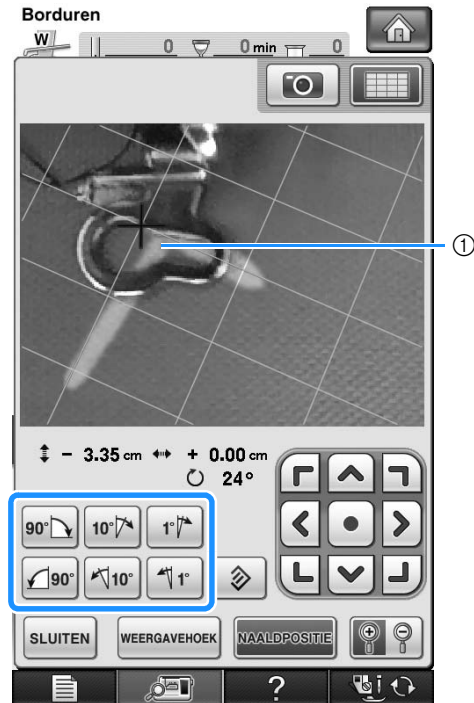 Borduren
W 0 0 min 0
①
- 3.35 cm + 0.00 cm
24°
90° 10° 1°
90° 10° 1°
SLUITEN WEERGAVEHOEK NAALDPOSITIE
?